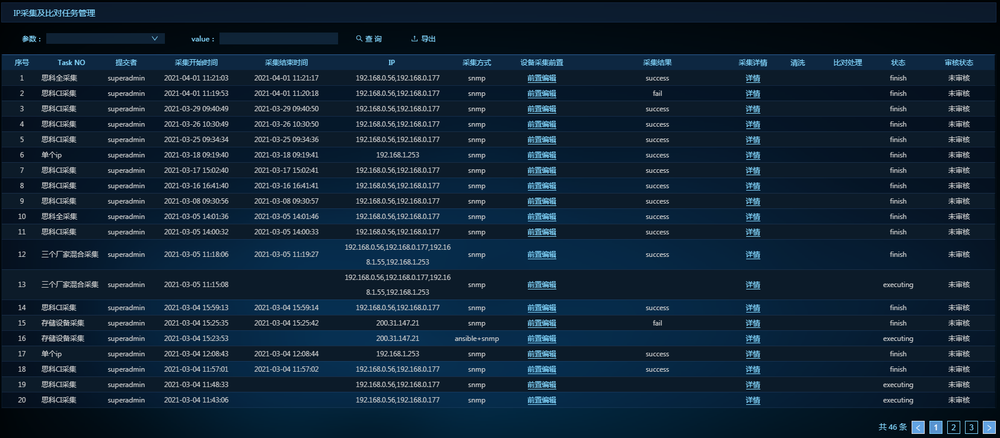 IP采集及比对任务管理
参数： value： 查 询 导出
序号 Task NO 提交者 采集开始时间 采集结束时间 IP 采集方式 设备采集前置 采集结果 采集详情 清洗 比对处理 状态 审核状态
1 思科全采集 superadmin 2021-04-01 11:21:03 2021-04-01 11:21:17 192.168.0.56,192.168.0.177 snmp 前置编辑 success 详情 finish 未审核
2 思科CI采集 superadmin 2021-04-01 11:19:53 2021-04-01 11:20:18 192.168.0.56,192.168.0.177 snmp 前置编辑 fail 详情 finish 未审核
3 思科CI采集 superadmin 2021-03-29 09:40:49 2021-03-29 09:40:50 192.168.0.56,192.168.0.177 snmp 前置编辑 success 详情 finish 未审核
4 思科CI采集 superadmin 2021-03-26 10:30:49 2021-03-26 10:30:50 192.168.0.56,192.168.0.177 snmp 前置编辑 success 详情 finish 未审核
5 思科CI采集 superadmin 2021-03-25 09:34:34 2021-03-25 09:34:36 192.168.0.56,192.168.0.177 snmp 前置编辑 success 详情 finish 未审核
6 单个ip superadmin 2021-03-18 09:19:40 2021-03-18 09:19:41 192.168.1.253 snmp 前置编辑 success 详情 finish 未审核
7 思科CI采集 superadmin 2021-03-17 15:02:40 2021-03-17 15:02:41 192.168.0.56,192.168.0.177 snmp 前置编辑 success 详情 finish 未审核
8 思科CI采集 superadmin 2021-03-16 16:41:40 2021-03-16 16:41:41 192.168.0.56,192.168.0.177 snmp 前置编辑 success 详情 finish 未审核
9 思科CI采集 superadmin 2021-03-08 09:30:56 2021-03-08 09:30:57 192.168.0.56,192.168.0.177 snmp 前置编辑 success 详情 finish 未审核
10 思科全采集 superadmin 2021-03-05 14:01:36 2021-03-05 14:01:46 192.168.0.56,192.168.0.177 snmp 前置编辑 success 详情 finish 未审核
11 思科CI采集 superadmin 2021-03-05 14:00:32 2021-03-05 14:00:33 192.168.0.56,192.168.0.177 snmp 前置编辑 success 详情 finish 未审核
192.168.0.56,192.168.0.177,192.16
12 三个厂家混合采集 superadmin 2021-03-05 11:18:06 2021-03-05 11:19:27 snmp 前置编辑 success 详情 finish 未审核
8.1.55,192.168.1.253
192.168.0.56,192.168.0.177,192.16
13 三个厂家混合采集 superadmin 2021-03-05 11:15:08 snmp 前置编辑 详情 executing 未审核
8.1.55,192.168.1.253
14 思科CI采集 superadmin 2021-03-04 15:59:13 2021-03-04 15:59:14 192.168.0.56,192.168.0.177 snmp 前置编辑 success 详情 finish 未审核
15 存储设备采集 superadmin 2021-03-04 15:25:35 2021-03-04 15:25:42 200.31.147.21 snmp 前置编辑 fail 详情 finish 未审核
16 存储设备采集 superadmin 2021-03-04 15:23:53 200.31.147.21 ansible+snmp 前置编辑 详情 executing 未审核
17 单个ip superadmin 2021-03-04 12:08:43 2021-03-04 12:08:44 192.168.1.253 snmp 前置编辑 success 详情 finish 未审核
18 思科CI采集 superadmin 2021-03-04 11:57:01 2021-03-04 11:57:02 192.168.0.56,192.168.0.177 snmp 前置编辑 success 详情 finish 未审核
19 思科CI采集 superadmin 2021-03-04 11:48:33 192.168.0.56,192.168.0.177 snmp 前置编辑 详情 executing 未审核
20 思科CI采集 superadmin 2021-03-04 11:43:06 192.168.0.56,192.168.0.177 snmp 前置编辑 详情 executing 未审核
共 46 条 < 1 2 3 >